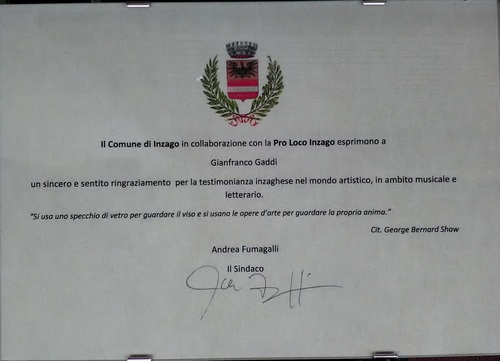 Il Comune di Inzago in collaborazione con la Pro Loco Inzago esprimono a
Gianfranco Gaddi
un sincero e sentito ringraziamento per la testimonianza inzaghese nel mondo artistico, in ambito musicale e
letterario.
"Si usa uno specchio di vetro per guardare il viso e si usano le opere d'arte per guardare la propria anima."
Cit. George Bernard Shaw
Andrea Fumagalli
Il Sindaco